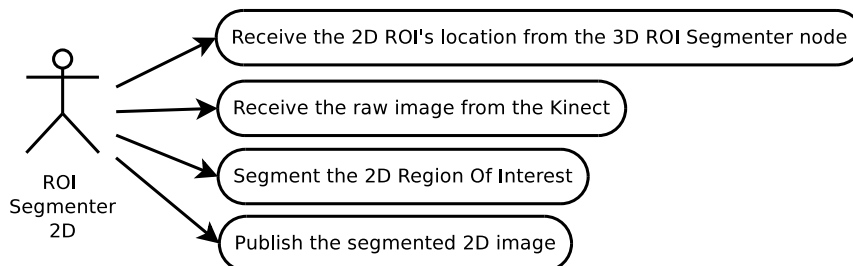 Receive the 2D ROI's location from the 3D ROI Segmenter node
Receive the raw image from the Kinect
Segment the 2D Region Of Interest
Publish the segmented 2D image
ROI
Segmenter
2D